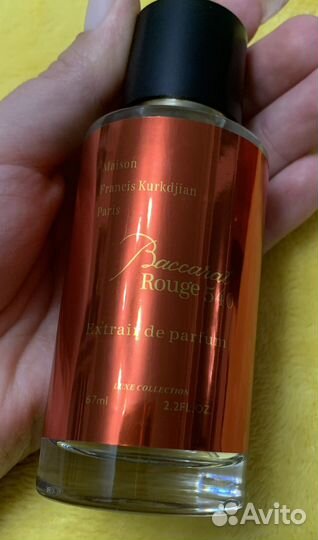 Maison
Francis Kurkdjian
Paris
Baccarat
Rouge 540
Extrait de parfum
LUXE COLLECTION
67ml 2.2FL.OZ
Avito